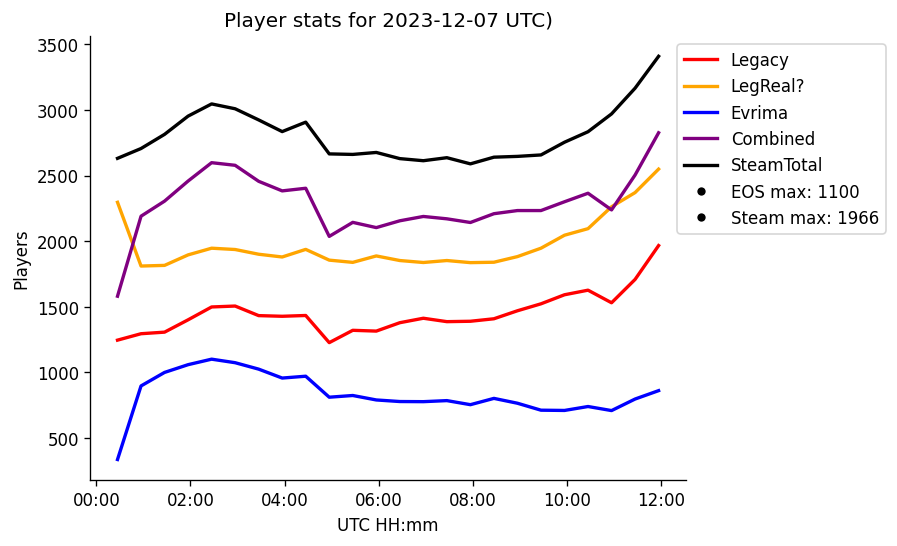 Player stats for 2023-12-07 UTC)
Players
3500
3000
2500
2000
1500
1000
500
00:00 02:00 04:00 06:00 08:00 10:00 12:00
UTC HH:mm
Legacy
LegReal?
Evrima
Combined
SteamTotal
EOS max: 1100
Steam max: 1966